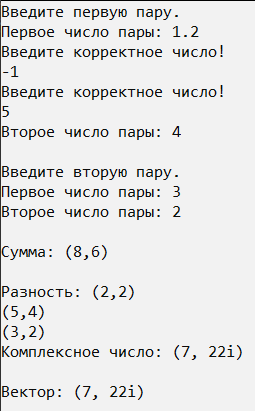 Введите первую пару.
Первое число пары: 1.2
Введите корректное число!
-1
Введите корректное число!
5
Второе число пары: 4
Введите вторую пару.
Первое число пары: 3
Второе число пары: 2
Сумма: (8,6)
Разность: (2,2)
(5,4)
(3,2)
Комплексное число: (7, 22i)
Вектор: (7, 22i)